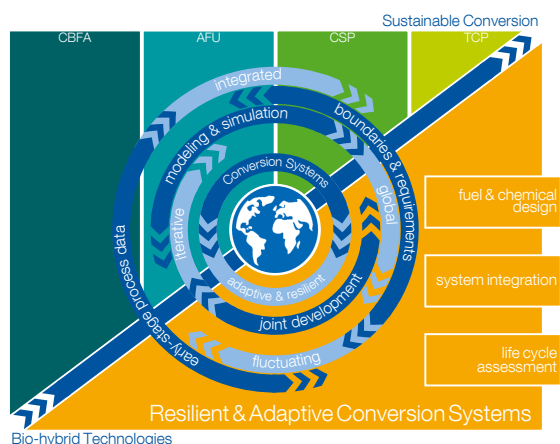 Sustainable Conversion
CBFA
AFU
CSP
TCP
integrated
boundaries & requirements
modeling & simulation
Conversion Systems
global
iterative
adaptive & resilient
joint development
early-stage process data
fluctuating
fuel & chemical
design
system integration
life cycle
assessment
Resilient & Adaptive Conversion Systems
Bio-hybrid Technologies